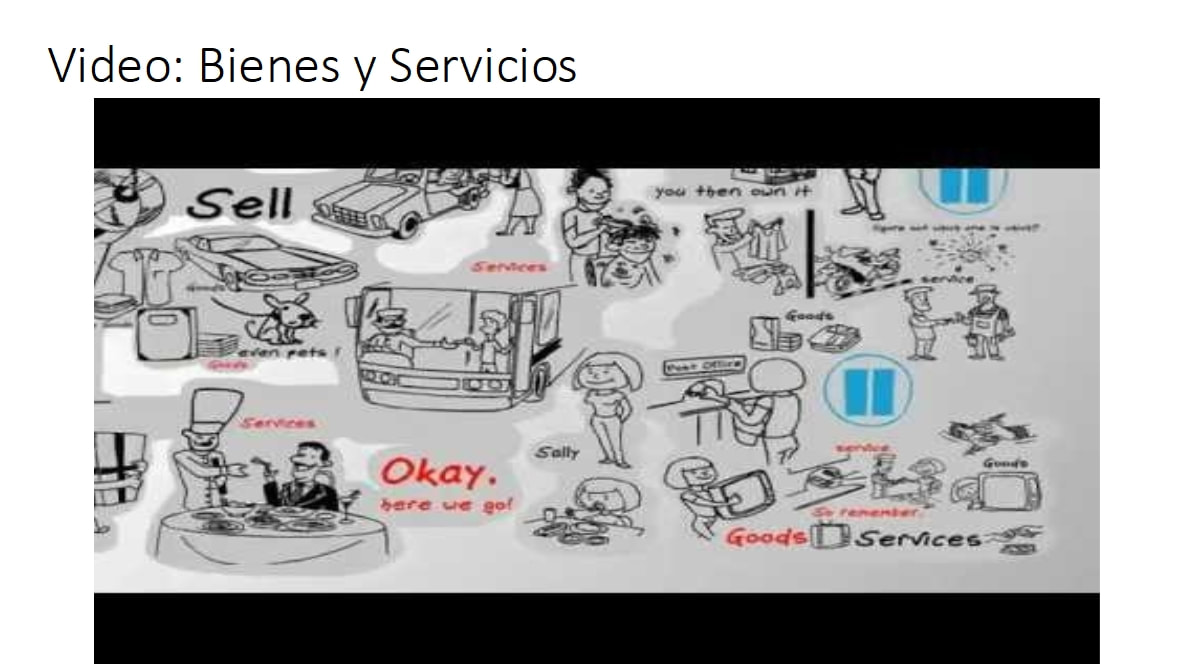 Video: Bienes y Servicios
Sell
you then own it
Services
Goods
service
Goods
even pets !
Goods
Post Office
Services
Okay.
here we go!
Sally
service
Goods
So remember.
Goods Services